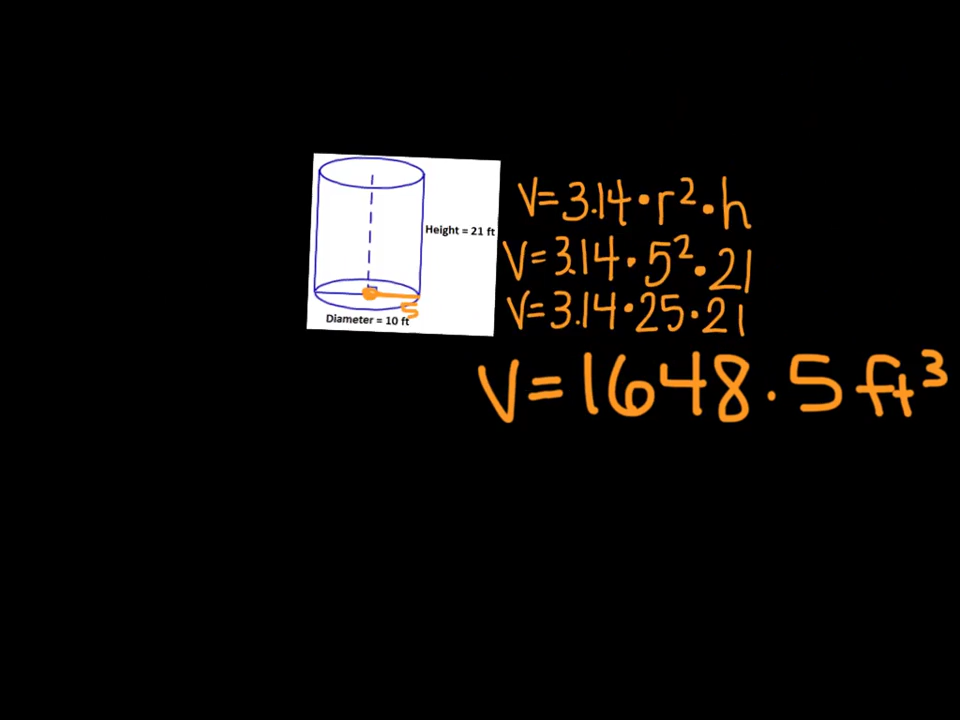 Height = 21 ft
5
Diameter = 10 ft
V=3.14•r²•h
V=3.14•5²•21
V=3.14•25•21
V=1648.5 ft³